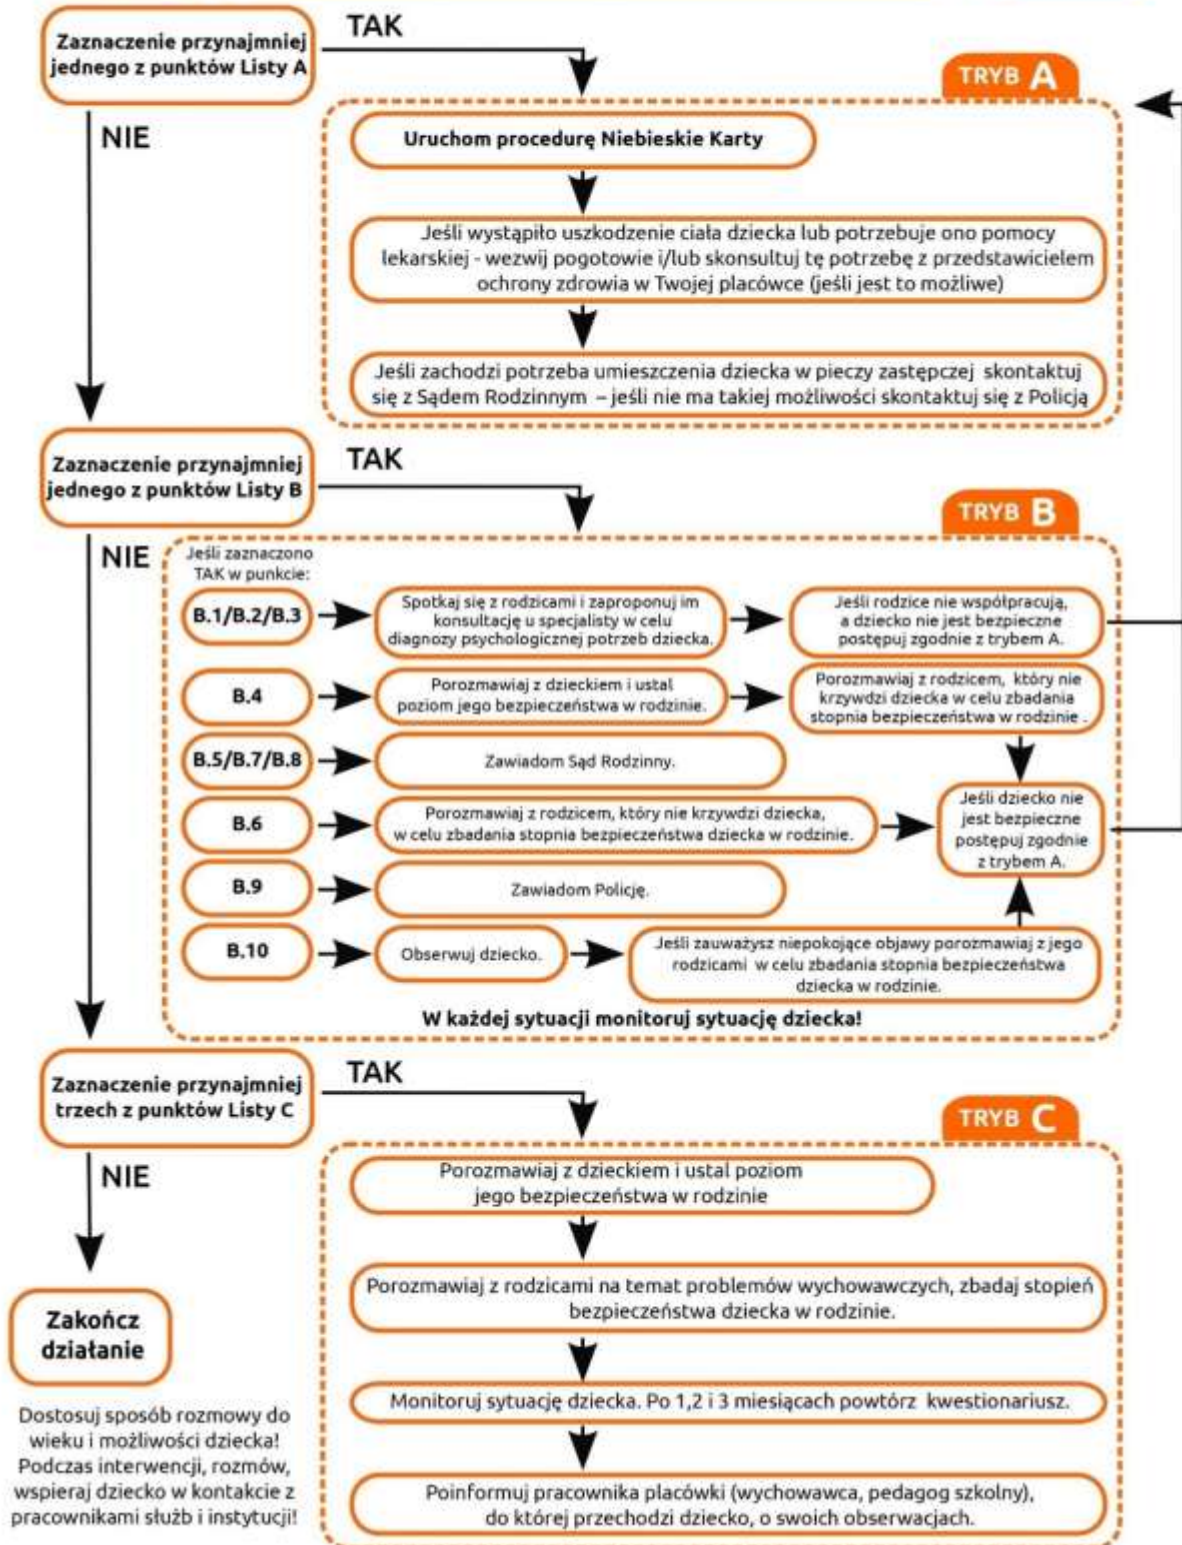 Zaznaczenie przynajmniej
jednego z punktów Listy A
TAK
NIE
TRYB A
Uruchom procedurę Niebieskie Karty
Jeśli wystąpiło uszkodzenie ciała dziecka lub potrzebuje ono pomocy
lekarskiej - wezwij pogotowie i/lub skonsultuj tę potrzebę z przedstawicielem
ochrony zdrowia w Twojej placówce (jeśli jest to możliwe)
Jeśli zachodzi potrzeba umieszczenia dziecka w pieczy zastępczej skontaktuj
się z Sądem Rodzinnym – jeśli nie ma takiej możliwości skontaktuj się z Policją
Zaznaczenie przynajmniej
jednego z punktów Listy B
TAK
NIE
TRYB B
Jeśli zaznaczono
TAK w punkcie:
B.1/B.2/B.3
Spotkaj się z rodzicami i zaproponuj im
konsultację u specjalisty w celu
diagnozy psychologicznej potrzeb dziecka.
Jeśli rodzice nie współpracują,
a dziecko nie jest bezpieczne
postępuj zgodnie z trybem A.
B.4
Porozmawiaj z dzieckiem i ustal
poziom jego bezpieczeństwa w rodzinie.
Porozmawiaj z rodzicem, który nie
krzywdzi dziecka w celu zbadania
stopnia bezpieczeństwa w rodzinie .
B.5/B.7/B.8
Zawiadom Sąd Rodzinny.
B.6
Porozmawiaj z rodzicem, który nie krzywdzi dziecka,
w celu zbadania stopnia bezpieczeństwa dziecka w rodzinie.
Jeśli dziecko nie
jest bezpieczne
postępuj zgodnie
z trybem A.
B.9
Zawiadom Policję.
B.10
Obserwuj dziecko.
Jeśli zauważysz niepokojące objawy porozmawiaj z jego
rodzicami w celu zbadania stopnia bezpieczeństwa
dziecka w rodzinie.
W każdej sytuacji monitoruj sytuację dziecka!
Zaznaczenie przynajmniej
trzech z punktów Listy C
TAK
NIE
TRYB C
Porozmawiaj z dzieckiem i ustal poziom
jego bezpieczeństwa w rodzinie
Porozmawiaj z rodzicami na temat problemów wychowawczych, zbadaj stopień
bezpieczeństwa dziecka w rodzinie.
Monitoruj sytuację dziecka. Po 1,2 i 3 miesiącach powtórz kwestionariusz.
Poinformuj pracownika placówki (wychowawca, pedagog szkolny),
do której przechodzi dziecko, o swoich obserwacjach.
Zakończ
działanie
Dostosuj sposób rozmowy do
wieku i możliwości dziecka!
Podczas interwencji, rozmów,
wspieraj dziecko w kontakcie z
pracownikami służb i instytucji!